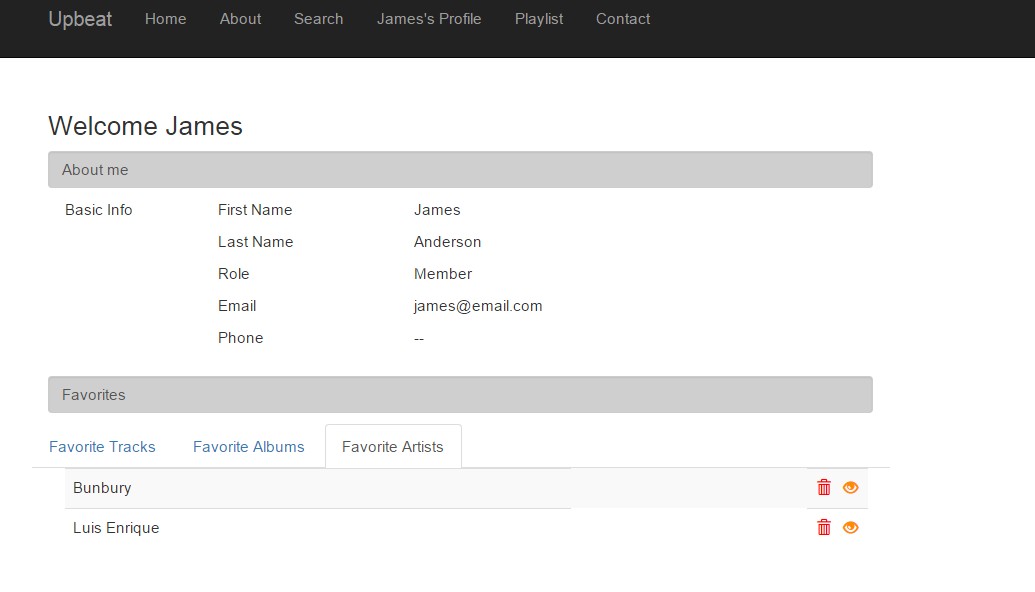 Upbeat Home About Search James's Profile Playlist Contact
Welcome James
About me
Basic Info First Name James
Last Name Anderson
Role Member
Email james@email.com
Phone --
Favorites
Favorite Tracks Favorite Albums Favorite Artists
Bunbury
Luis Enrique